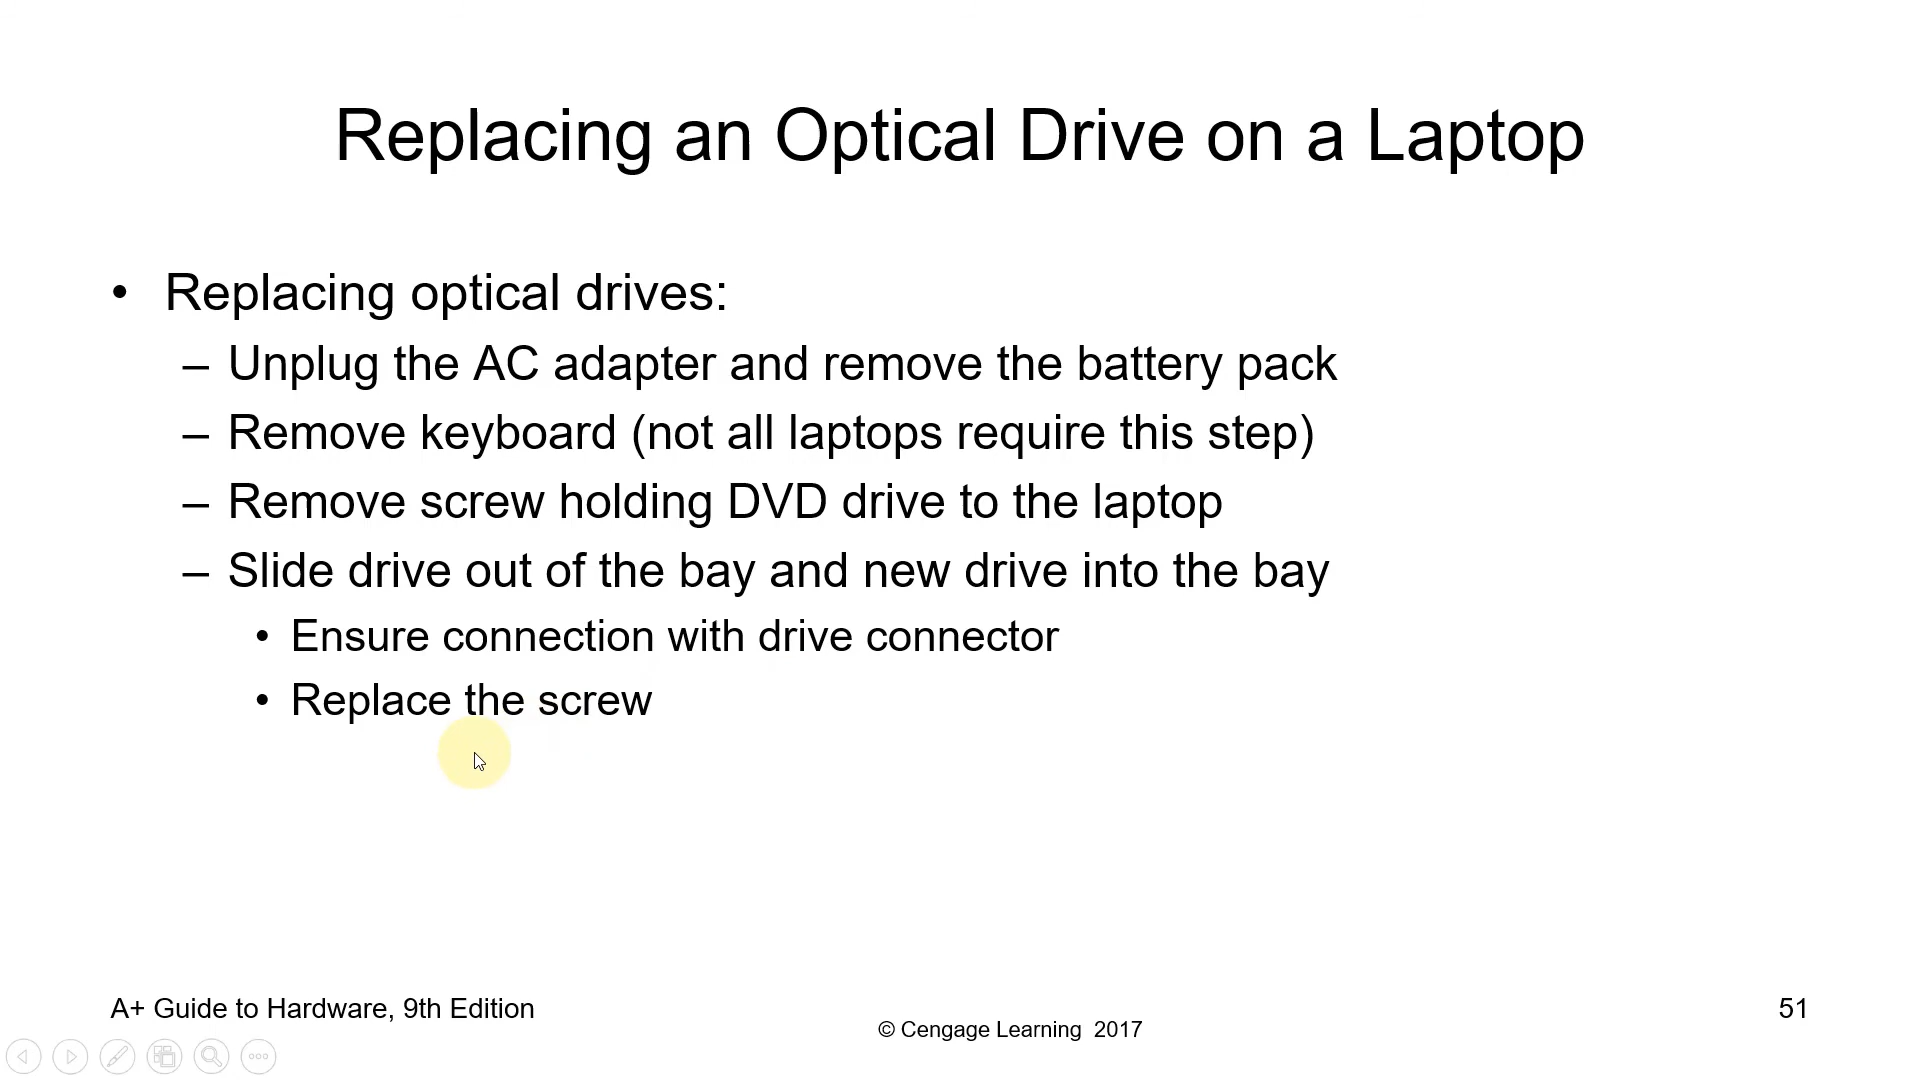 Replacing an Optical Drive on a Laptop
• Replacing optical drives:
– Unplug the AC adapter and remove the battery pack
– Remove keyboard (not all laptops require this step)
– Remove screw holding DVD drive to the laptop
– Slide drive out of the bay and new drive into the bay
• Ensure connection with drive connector
• Replace the screw
A+ Guide to Hardware, 9th Edition
© Cengage Learning 2017
51